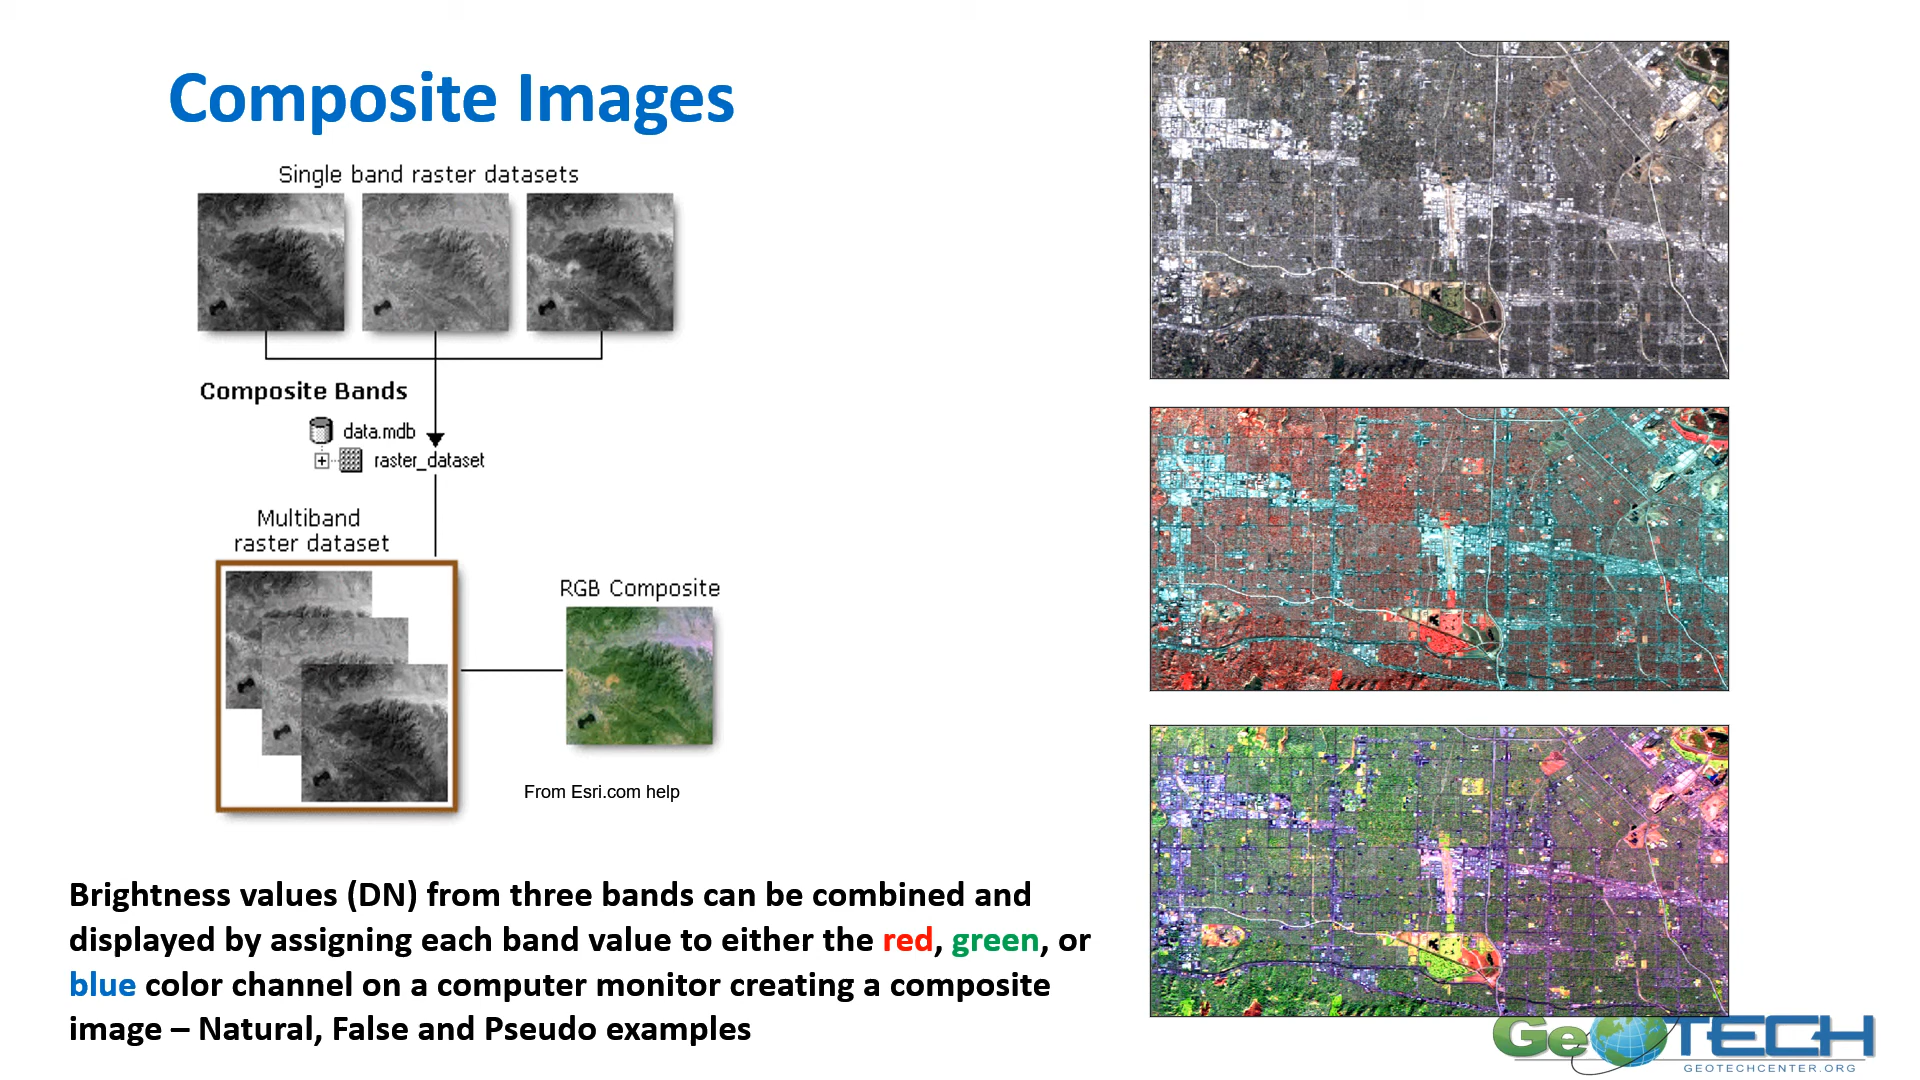 Composite Images
Single band raster datasets
Composite Bands
data.mdb
raster_dataset
Multiband
raster dataset
RGB Composite
From Esri.com help
Brightness values (DN) from three bands can be combined and
displayed by assigning each band value to either the red, green, or
blue color channel on a computer monitor creating a composite
image – Natural, False and Pseudo examples
GeoTECH
GEOTECHCENTER.ORG